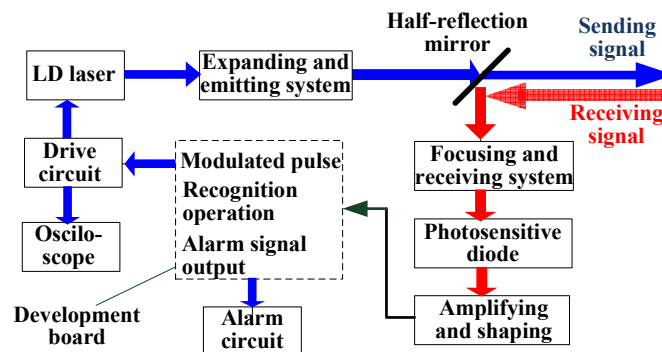 Half-reflection
mirror
Sending
signal
LD laser
Expanding and
emitting system
Receiving
signal
Drive
circuit
Modulated pulse
Recognition
operation
Alarm signal
output
Focusing and
receiving system
Oscilo-
scope
Photosensitive
diode
Development
board
Alarm
circuit
Amplifying
and shaping